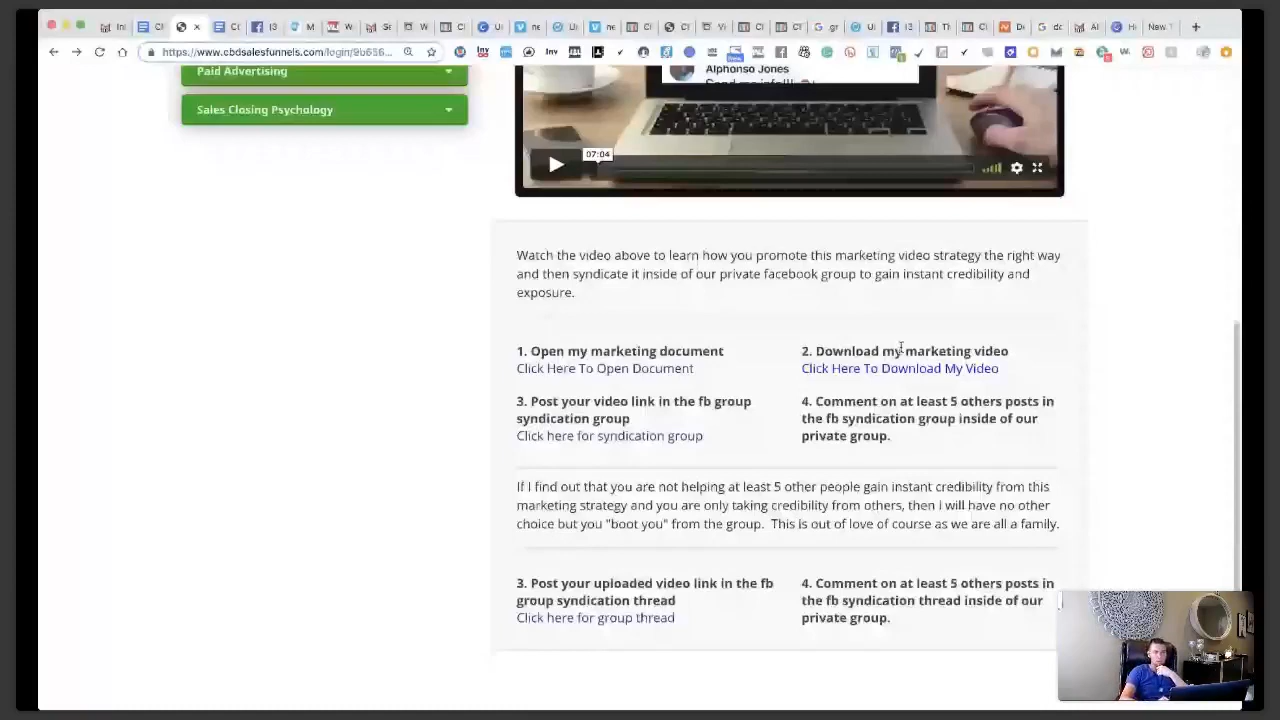 https://www.cbdsalesfunnels.com/login/9b656...
Paid Advertising
Sales Closing Psychology
Alphonso Jones
Send me info!!!
07:04
Watch the video above to learn how you promote this marketing video strategy the right way
and then syndicate it inside of our private facebook group to gain instant credibility and
exposure.
1. Open my marketing document
Click Here To Open Document
2. Download my marketing video
Click Here To Download My Video
3. Post your video link in the fb group
syndication group
Click here for syndication group
4. Comment on at least 5 others posts in
the fb syndication group inside of our
private group.
If I find out that you are not helping at least 5 other people gain instant credibility from this
marketing strategy and you are only taking credibility from others, then I will have no other
choice but you "boot you" from the group. This is out of love of course as we are all a family.
3. Post your uploaded video link in the fb
group syndication thread
Click here for group thread
4. Comment on at least 5 others posts in
the fb syndication thread inside of our
private group.